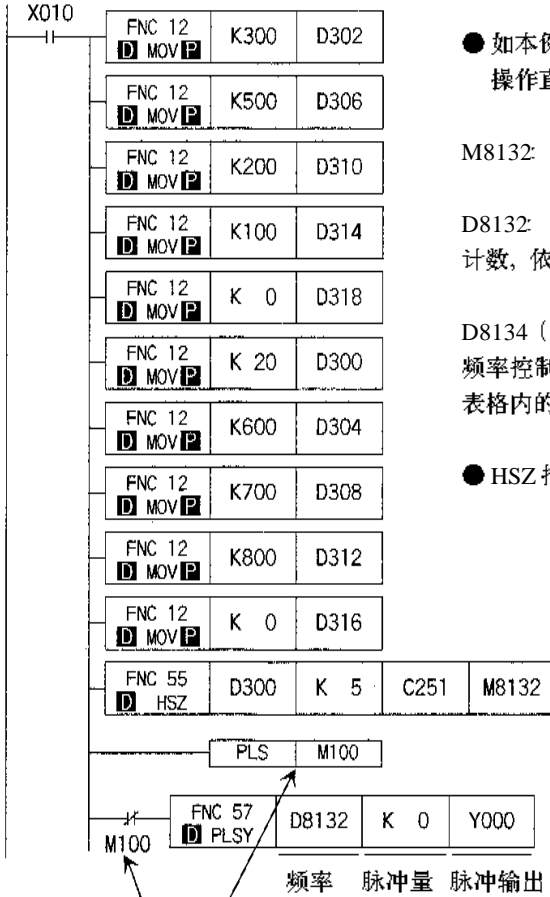 X010
FNC 12
D MOV P K300 D302
FNC 12
D MOV P K500 D306
FNC 12
D MOV P K200 D310
FNC 12
D MOV P K100 D314
FNC 12
D MOV P K 0 D318
FNC 12
D MOV P K 20 D300
FNC 12
D MOV P K600 D304
FNC 12
D MOV P K700 D308
FNC 12
D MOV P K800 D312
FNC 12
D MOV P K 0 D316
FNC 55
D HSZ D300 K 5 C251 M8132
PLS M100
M100
FNC 57
D PLSY D8132 K 0 Y000
频率 脉冲量 脉冲输出
● 如本
操作
M8132:
D8132:
计数，依
D8134（
频率控制
表格内的
● HSZ